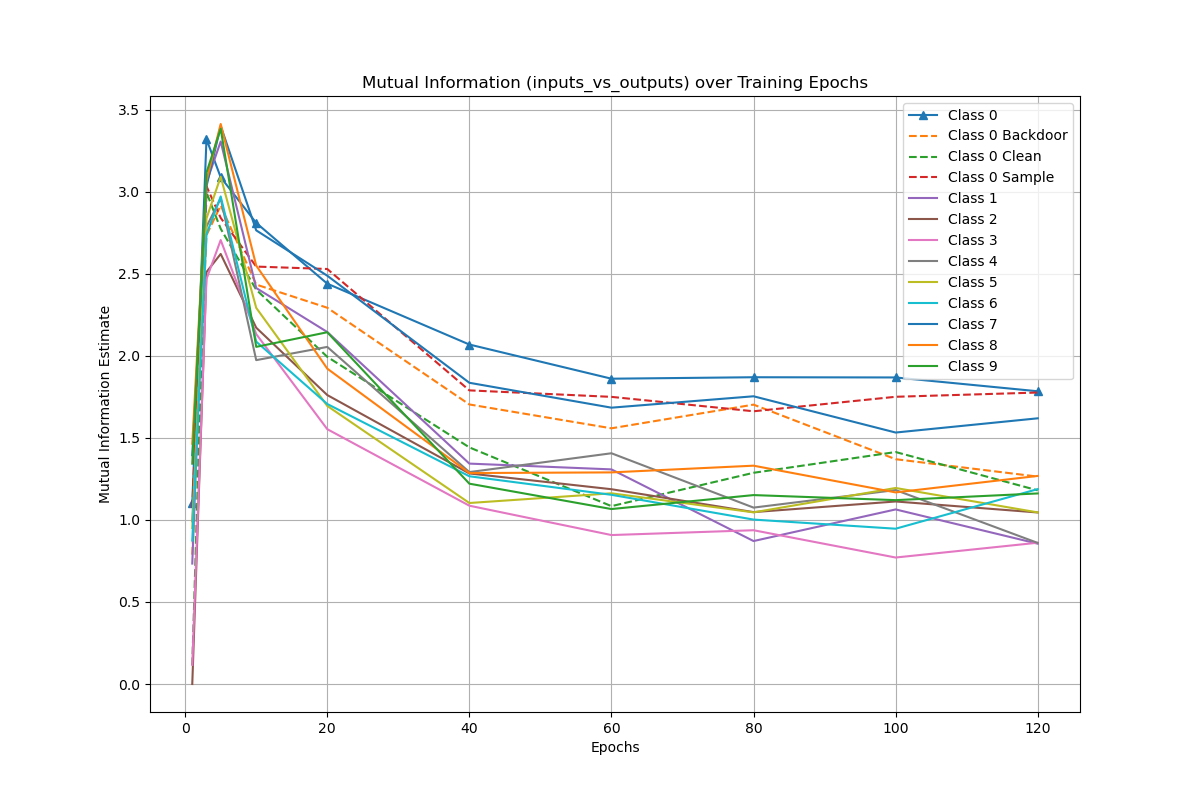 Mutual Information (inputs_vs_outputs) over Training Epochs
Mutual Information Estimate
3.5
3.0
2.5
2.0
1.5
1.0
0.5
0.0
Class 0
Class 0 Backdoor
Class 0 Clean
Class 0 Sample
Class 1
Class 2
Class 3
Class 4
Class 5
Class 6
Class 7
Class 8
Class 9
0 20 40 60 80 100 120
Epochs